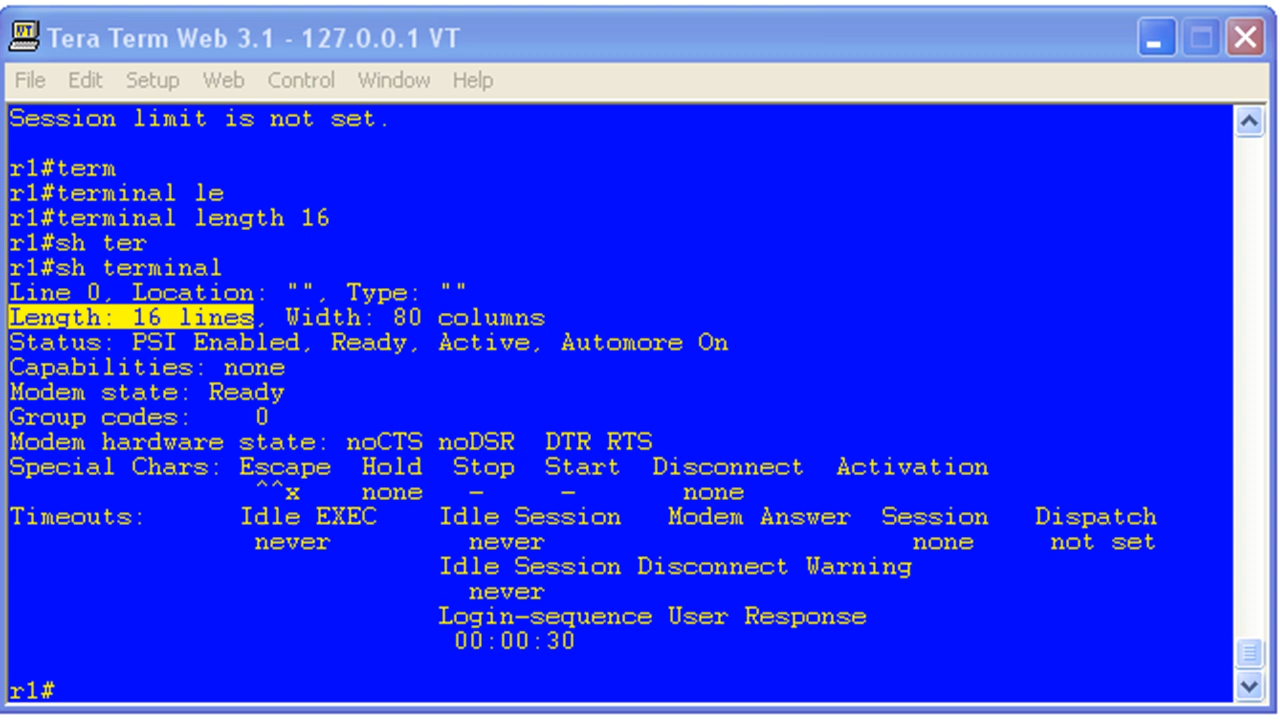 Tera Term Web 3.1 - 127.0.0.1 VT
File Edit Setup Web Control Window Help
Session limit is not set.
r1#term
r1#terminal le
r1#terminal length 16
r1#sh ter
r1#sh terminal
Line 0, Location: "", Type: ""
Length: 16 lines, Width: 80 columns
Status: PSI Enabled, Ready, Active, Automore On
Capabilities: none
Modem state: Ready
Group codes:    0
Modem hardware state: noCTS noDSR  DTR RTS
Special Chars: Escape  Hold  Stop  Start  Disconnect  Activation
                ^^x    none   -     -       none
Timeouts:      Idle EXEC    Idle Session   Modem Answer  Session   Dispatch
                never         never                        none     not set
                            Idle Session Disconnect Warning
                              never
                            Login-sequence User Response
                             00:00:30
r1#